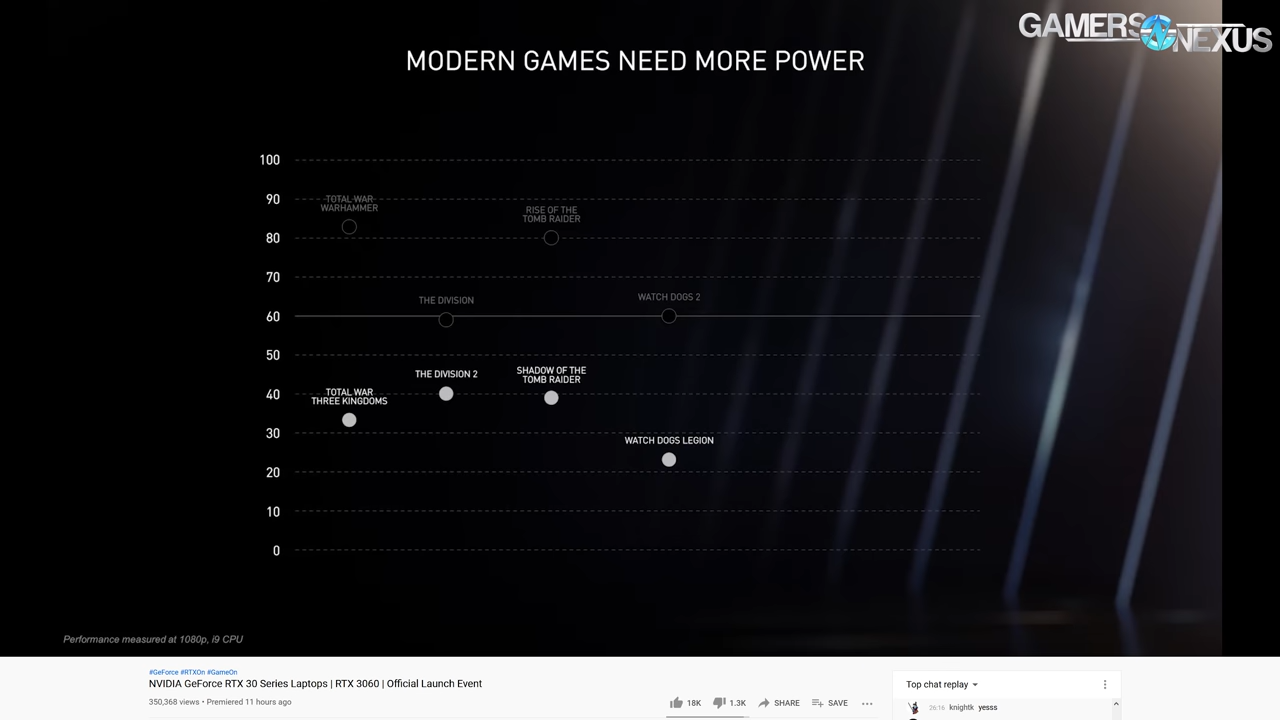 GAMERS NEXUS
MODERN GAMES NEED MORE POWER
100
90
80
70
60
50
40
30
20
10
0
TOTAL WAR
WARHAMMER
RISE OF THE
TOMB RAIDER
THE DIVISION
WATCH DOGS 2
THE DIVISION 2
SHADOW OF THE
TOMB RAIDER
TOTAL WAR
THREE KINGDOMS
WATCH DOGS LEGION
Performance measured at 1080p, i9 CPU
#GeForce #RTXOn #GameOn
NVIDIA GeForce RTX 30 Series Laptops | RTX 3060 | Official Launch Event
350,368 views • Premiered 11 hours ago
18K
1.3K
SHARE
SAVE
Top chat replay
26:16 knightk yesss